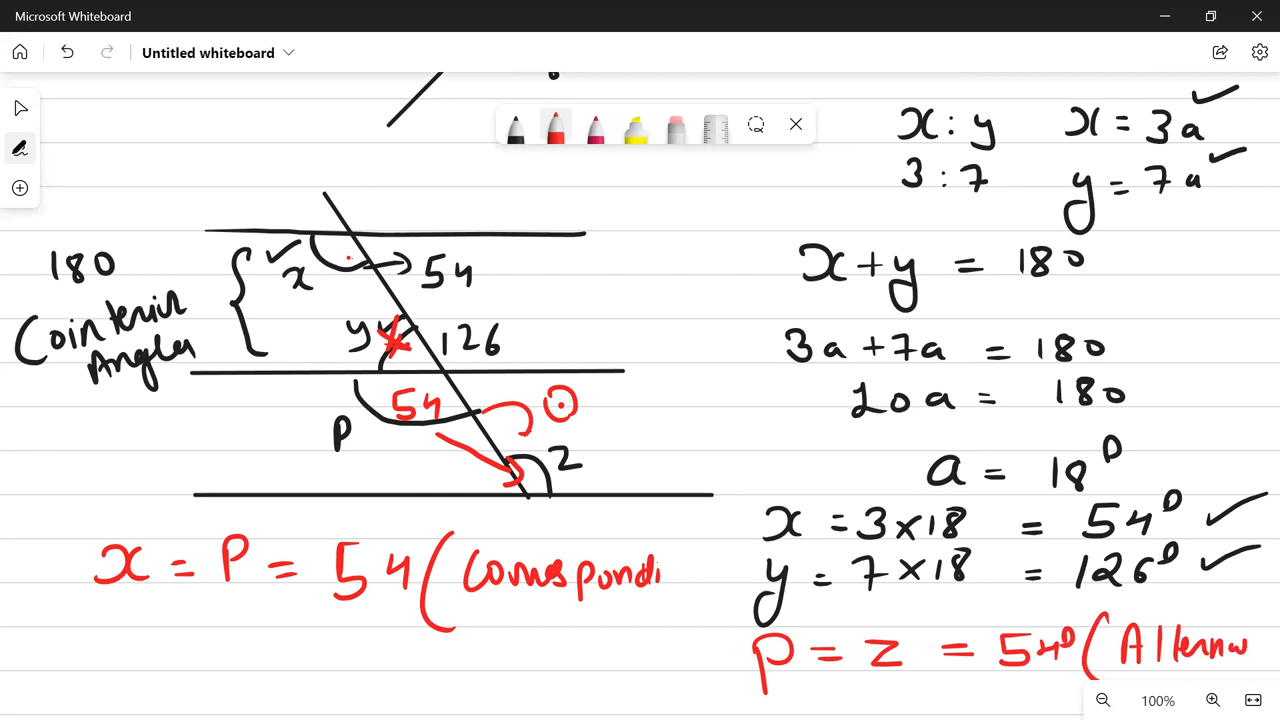 Microsoft Whiteboard
Untitled whiteboard
180
(Cointerior
Angles
x
54
y
126
54
P
Z
x = P = 54 (Correspondi
x : y
3 : 7
x = 3a
y = 7a
x + y = 180
3a + 7a = 180
10a = 180
a = 18°
x = 3 × 18 = 54°
y = 7 × 18 = 126°
P = z = 54° (Alterna
100%